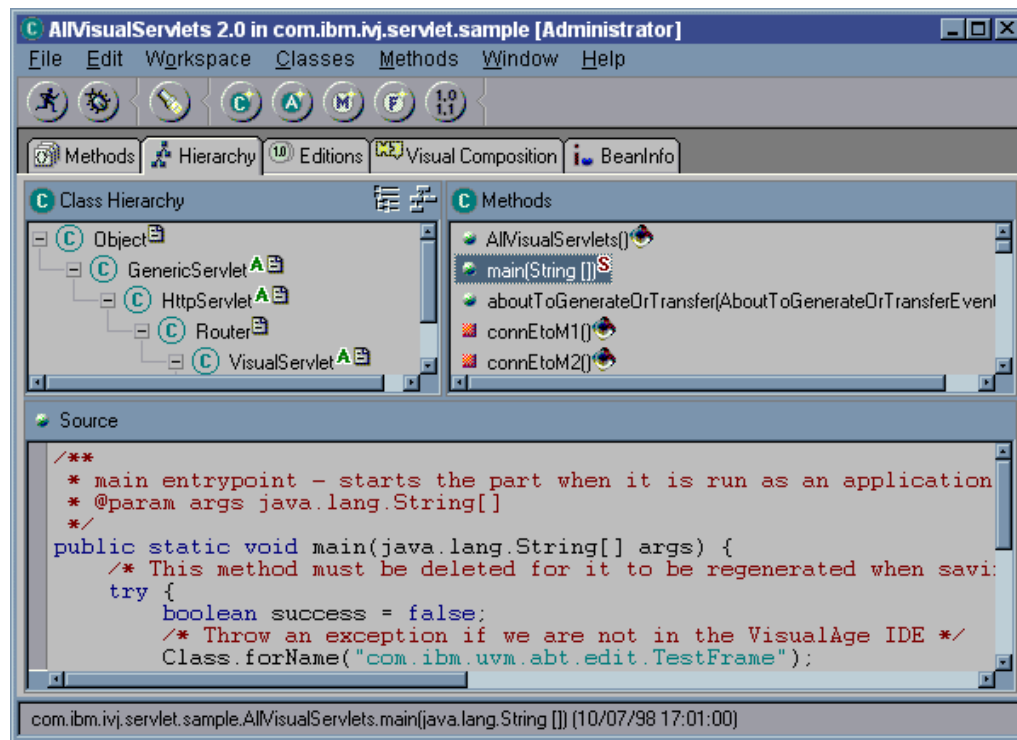 AllVisualServlets 2.0 in com.ibm.ivj.servlet.sample [Administrator]
File Edit Workspace Classes Methods Window Help
Methods Hierarchy 1.0 Editions Visual Composition BeanInfo
Class Hierarchy
Object
GenericServlet A
HttpServlet A
Router
VisualServlet A
Methods
AllVisualServlets()
main(String []) S
aboutToGenerateOrTransfer(AboutToGenerateOrTransferEvent
connEtoM1()
connEtoM2()
Source
/**
* main entrypoint - starts the part when it is run as an application
* @param args java.lang.String[]
*/
public static void main(java.lang.String[] args) {
/* This method must be deleted for it to be regenerated when savi
try {
boolean success = false;
/* Throw an exception if we are not in the VisualAge IDE */
Class.forName("com.ibm.uvm.abt.edit.TestFrame");
com.ibm.ivj.servlet.sample.AllVisualServlets.main(java.lang.String []) (10/07/98 17:01:00)